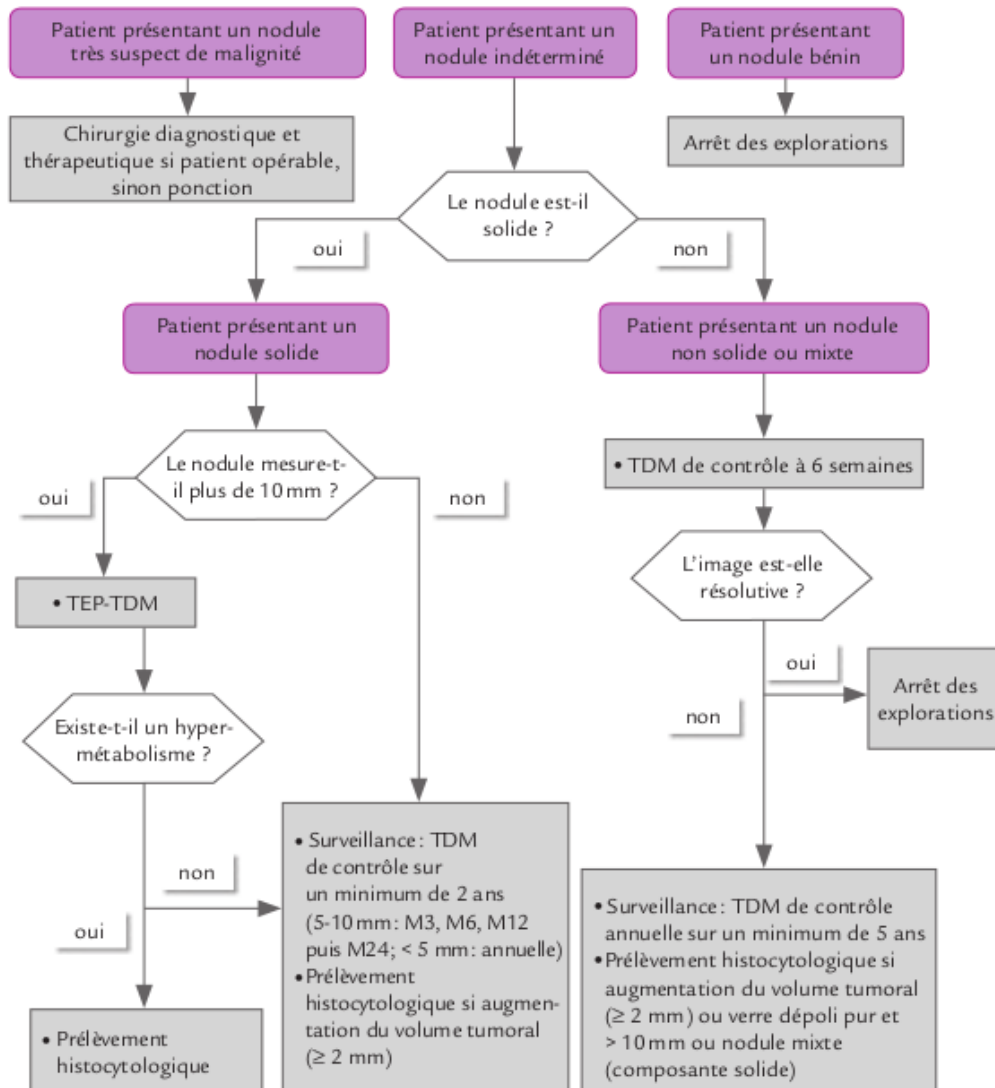 Patient présentant un nodule
très suspect de malignité
Patient présentant un
nodule indéterminé
Patient présentant
un nodule bénin
Chirurgie diagnostique et
thérapeutique si patient opérable,
sinon ponction
Arrêt des explorations
Le nodule est-il
solide ?
oui
non
Patient présentant un
nodule solide
Patient présentant un nodule
non solide ou mixte
Le nodule mesure-t-
il plus de 10 mm ?
oui
non
• TDM de contrôle à 6 semaines
• TEP-TDM
L'image est-elle
résolutive ?
oui
non
Arrêt des
explorations
Existe-t-il un hyper-
métabolisme ?
non
oui
• Surveillance : TDM
de contrôle sur
un minimum de 2 ans
(5-10 mm : M3, M6, M12
puis M24; < 5 mm : annuelle)
• Prélèvement
histocytologique si augmen-
tation du volume tumoral
(≥ 2 mm)
• Surveillance : TDM de contrôle
annuelle sur un minimum de 5 ans
• Prélèvement histocytologique si
augmentation du volume tumoral
(≥ 2 mm) ou verre dépoli pur et
> 10 mm ou nodule mixte
(composante solide)
• Prélèvement
histocytologique